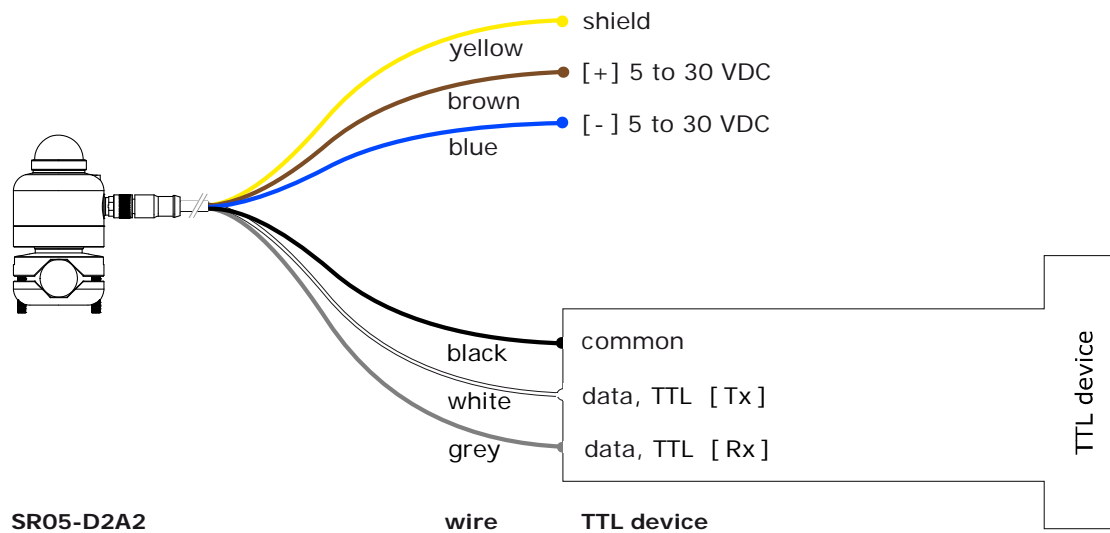 shield
yellow
[+] 5 to 30 VDC
brown
[-] 5 to 30 VDC
blue
common
black
data, TTL [Tx]
white
data, TTL [Rx]
grey
TTL device
SR05-D2A2 wire TTL device